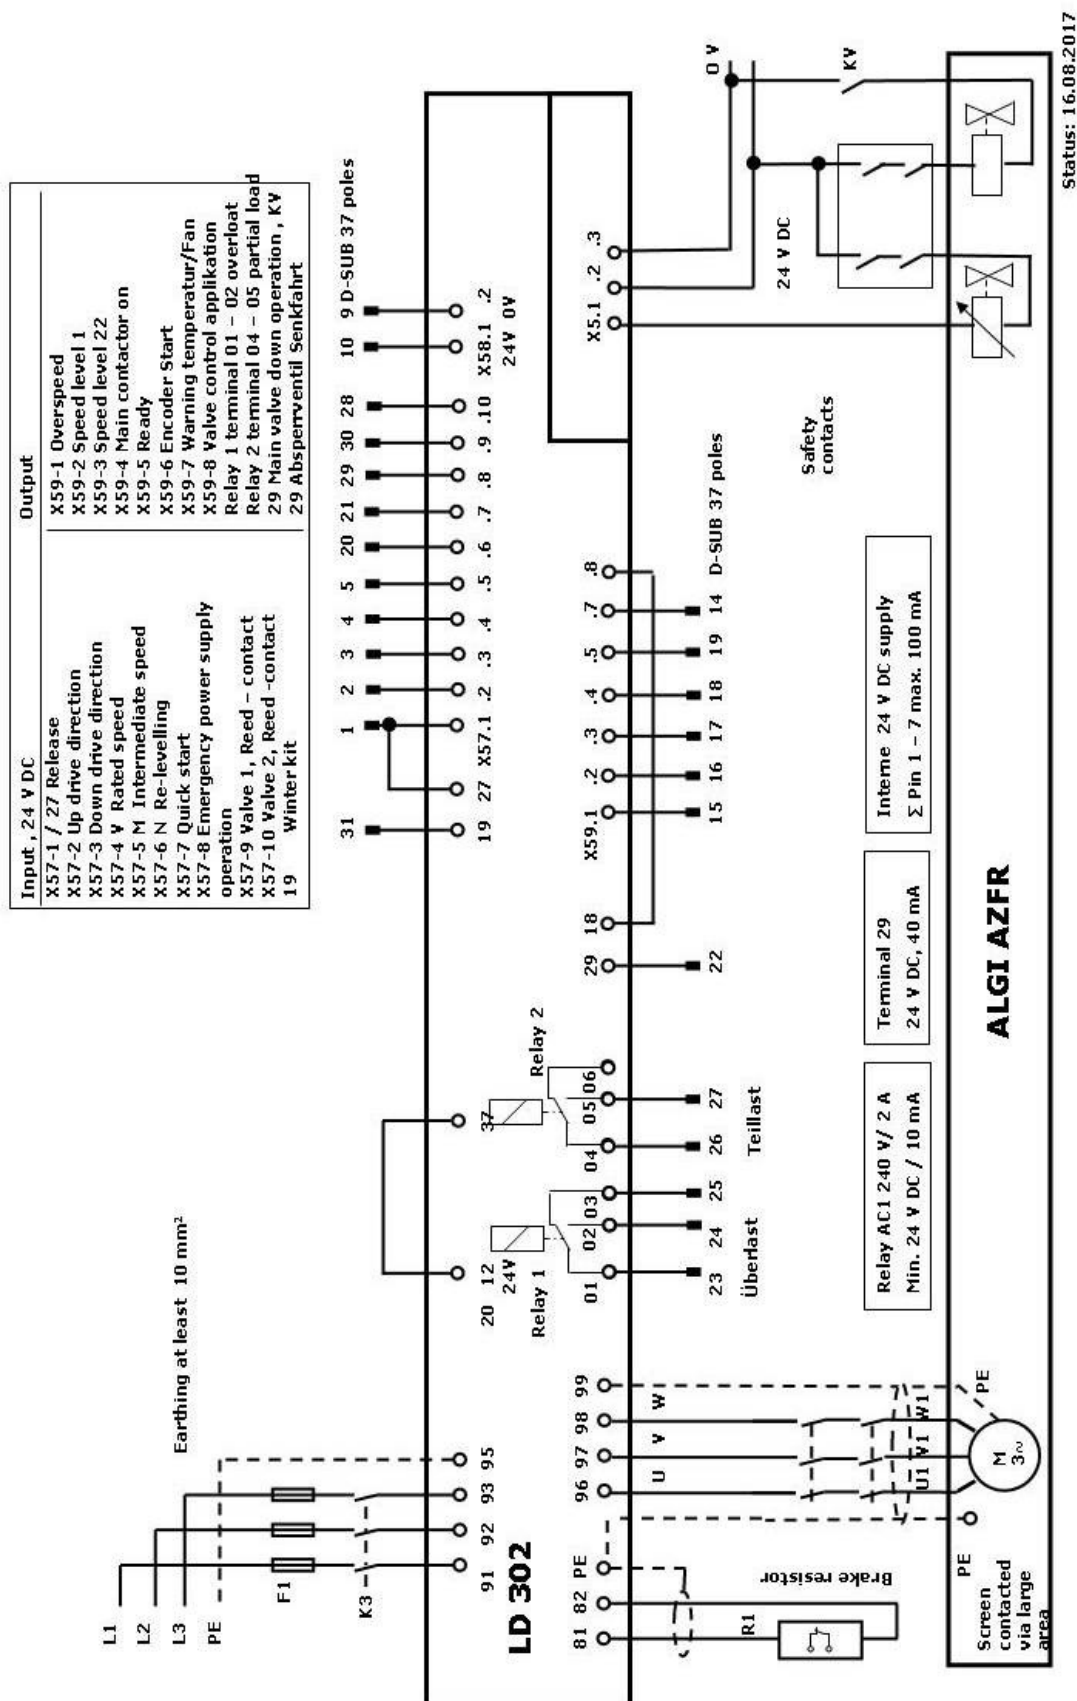 Input , 24 V DC
X57-1 / 27 Release
X57-2 Up drive direction
X57-3 Down drive direction
X57-4 V Rated speed
X57-5 M Intermediate speed
X57-6 N Re-levelling
X57-7 Quick start
X57-8 Emergency power supply
operation
X57-9 Valve 1, Reed – contact
X57-10 Valve 2, Reed -contact
19 Winterkit
Output
X59-1 Overspeed
X59-2 Speed level 1
X59-3 Speed level 22
X59-4 Main contactor on
X59-5 Ready
X59-6 Encoder Start
X59-7 Warning temperatur/Fan
X59-8 Valve control applikation
Relay 1 terminal 01 – 02 overloat
Relay 2 terminal 04 – 05 partial load
29 Main valve down operation , KV
29 Absperrventil Senkfahrt
L1
L2
L3
PE
Earthing at least 10 mm²
F1
K3
31 1 2 3 4 5 20 21 29 30 28 10 9 D-SUB 37 poles
91 92 93 95
20 12 37
24V
19 27 X57.1 .2 .3 .4 .5 .6 .7 .8 .9 .10 X58.1 .2
24V 0V
LD 302
Relay 1
Relay 2
81 82 PE 96 97 98 99
01 02 03 04 05 06
29 18 X59.1 .2 .3 .4 .5 .7 .8
X5.1 .2 .3
U V W
23 24 25 26 27
22 15 16 17 18 19 14 D-SUB 37 poles
0 V
Überlast
Teillast
R1
Brake resistor
24 V DC
Safety
contacts
KV
Relay AC1 240 V/ 2 A
Min. 24 V DC / 10 mA
Terminal 29
24 V DC, 40 mA
Interne 24 V DC supply
Σ Pin 1 – 7 max. 100 mA
U1 V1 W1
PE
PE
M
3~
Screen
contacted
via large
area
ALGI AZFR
Status: 16.08.2017